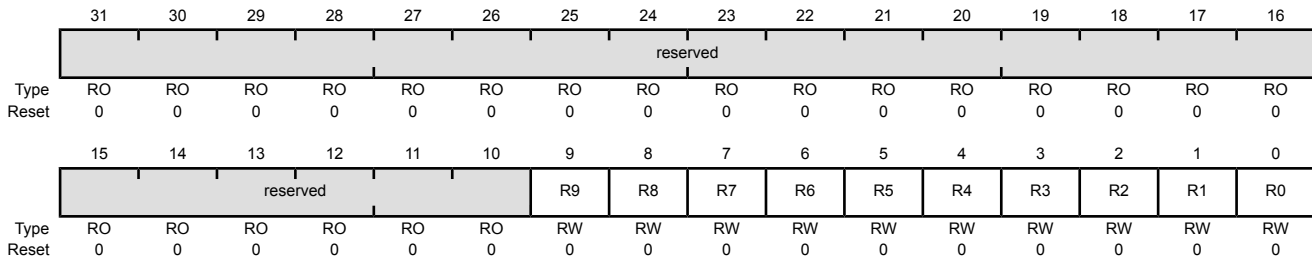 31 30 29 28 27 26 25 24 23 22 21 20 19 18 17 16
reserved
Type RO RO RO RO RO RO RO RO RO RO RO RO RO RO RO RO
Reset 0 0 0 0 0 0 0 0 0 0 0 0 0 0 0 0
15 14 13 12 11 10 9 8 7 6 5 4 3 2 1 0
reserved R9 R8 R7 R6 R5 R4 R3 R2 R1 R0
Type RO RO RO RO RO RO RW RW RW RW RW RW RW RW RW RW
Reset 0 0 0 0 0 0 0 0 0 0 0 0 0 0 0 0